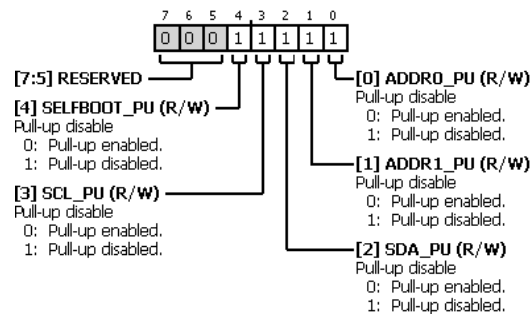 7 6 5 4 3 2 1 0
0 0 0 1 1 1 1 1
[7:5] RESERVED
[4] SELFBOOT_PU (R/W)
Pull-up disable
0: Pull-up enabled.
1: Pull-up disabled.
[3] SCL_PU (R/W)
Pull-up disable
0: Pull-up enabled.
1: Pull-up disabled.
[0] ADDR0_PU (R/W)
Pull-up disable
0: Pull-up enabled.
1: Pull-up disabled.
[1] ADDR1_PU (R/W)
Pull-up disable
0: Pull-up enabled.
1: Pull-up disabled.
[2] SDA_PU (R/W)
Pull-up disable
0: Pull-up enabled.
1: Pull-up disabled.